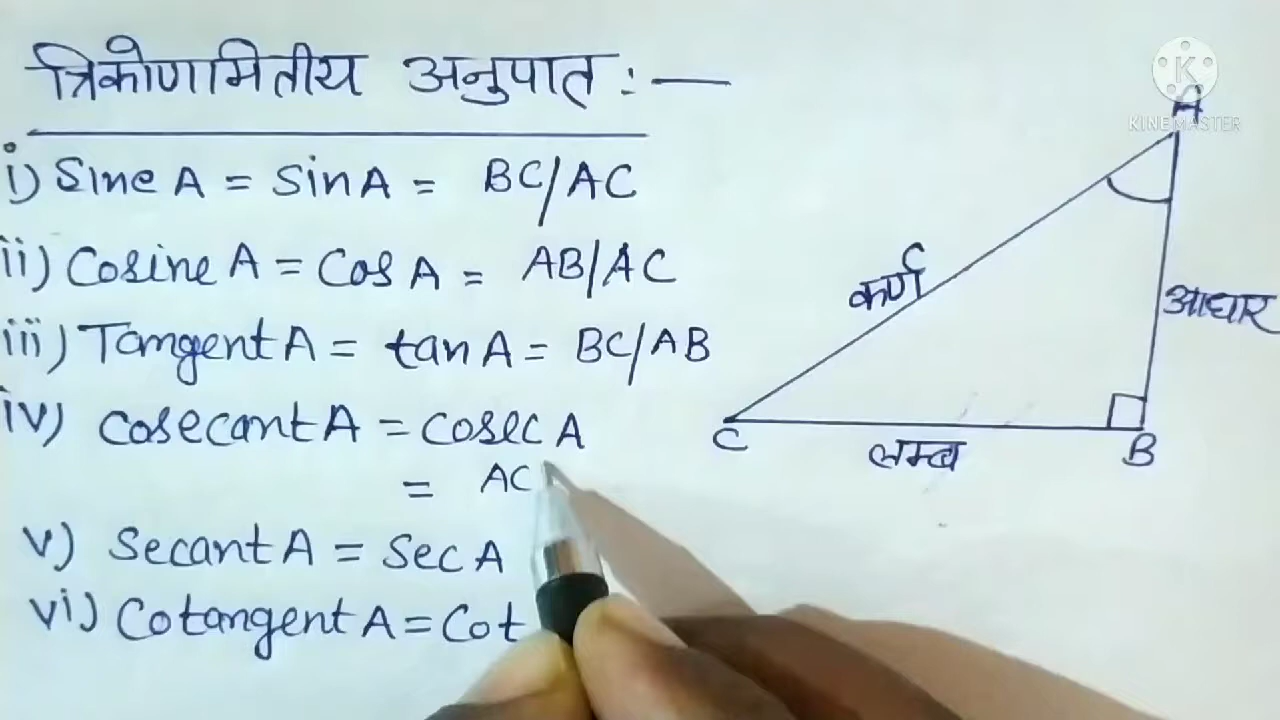 त्रिकोणमितीय अनुपात :—
i) Sine A = Sin A = BC/AC
ii) Cosine A = Cos A = AB/AC
iii) Tangent A = tan A = BC/AB
iv) Cosecant A = Cosec A
= AC
v) Secant A = Sec A
vi) Cotangent A = Cot
K
KINEMASTER
A
कर्ण
आधार
C
लम्ब
B